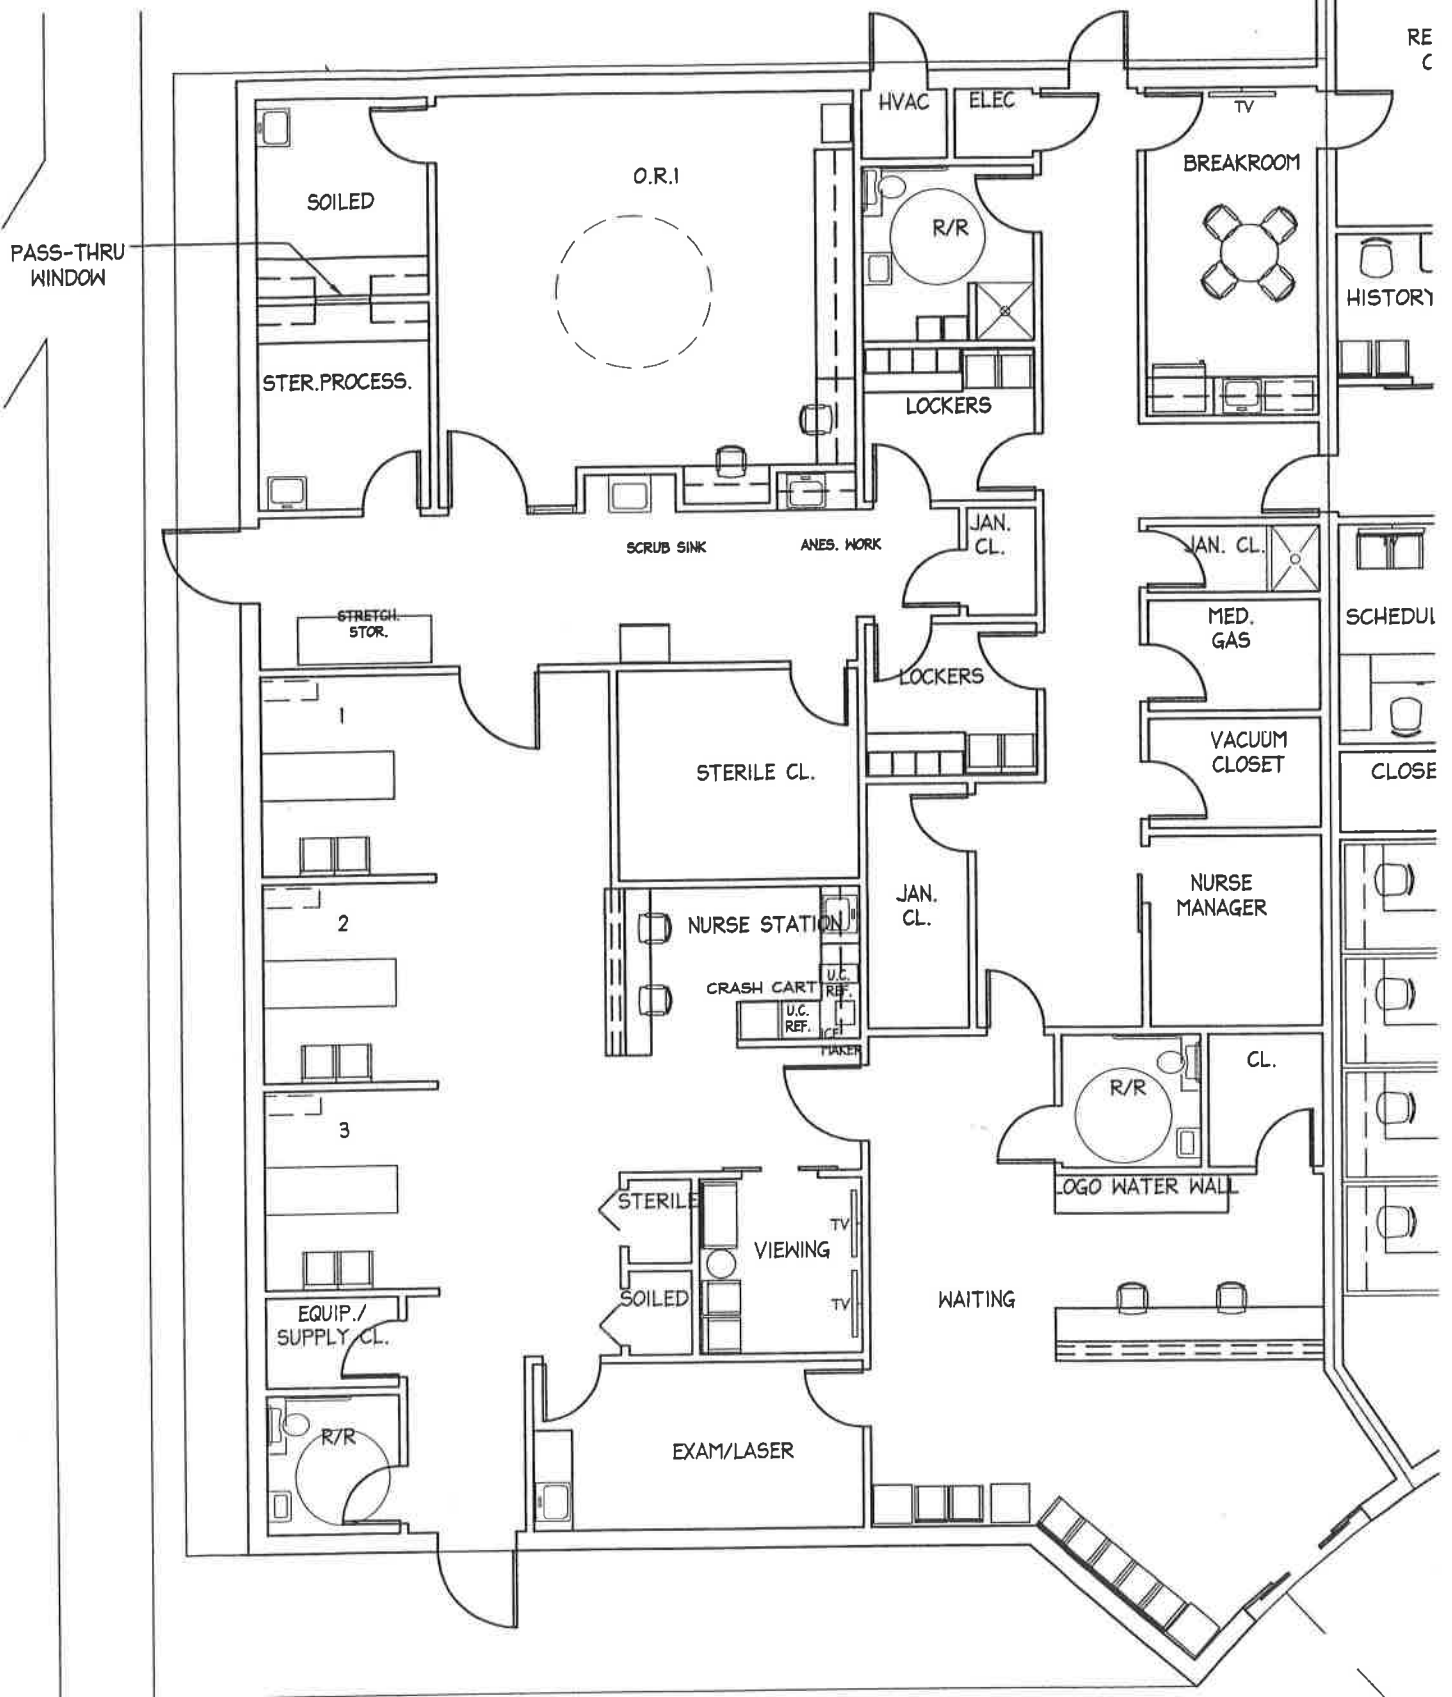 RE
C
HVAC
ELEC
TV
BREAKROOM
O.R.1
SOILED
R/R
PASS-THRU
WINDOW
HISTORY
STER.PROCESS.
LOCKERS
JAN.
CL.
SCRUB SINK
ANES. WORK
JAN. CL.
STRETCH.
STOR.
MED.
GAS
SCHEDUL
LOCKERS
1
VACUUM
CLOSET
STERILE CL.
CLOSE
2
NURSE STATION
JAN.
CL.
NURSE
MANAGER
CRASH CART
U.C.
REF.
U.C.
REF.
ICE
MAKER
CL.
R/R
3
STERILE
LOGO WATER WALL
TV
VIEWING
SOILED
TV
WAITING
EQUIP./
SUPPLY CL.
R/R
EXAM/LASER